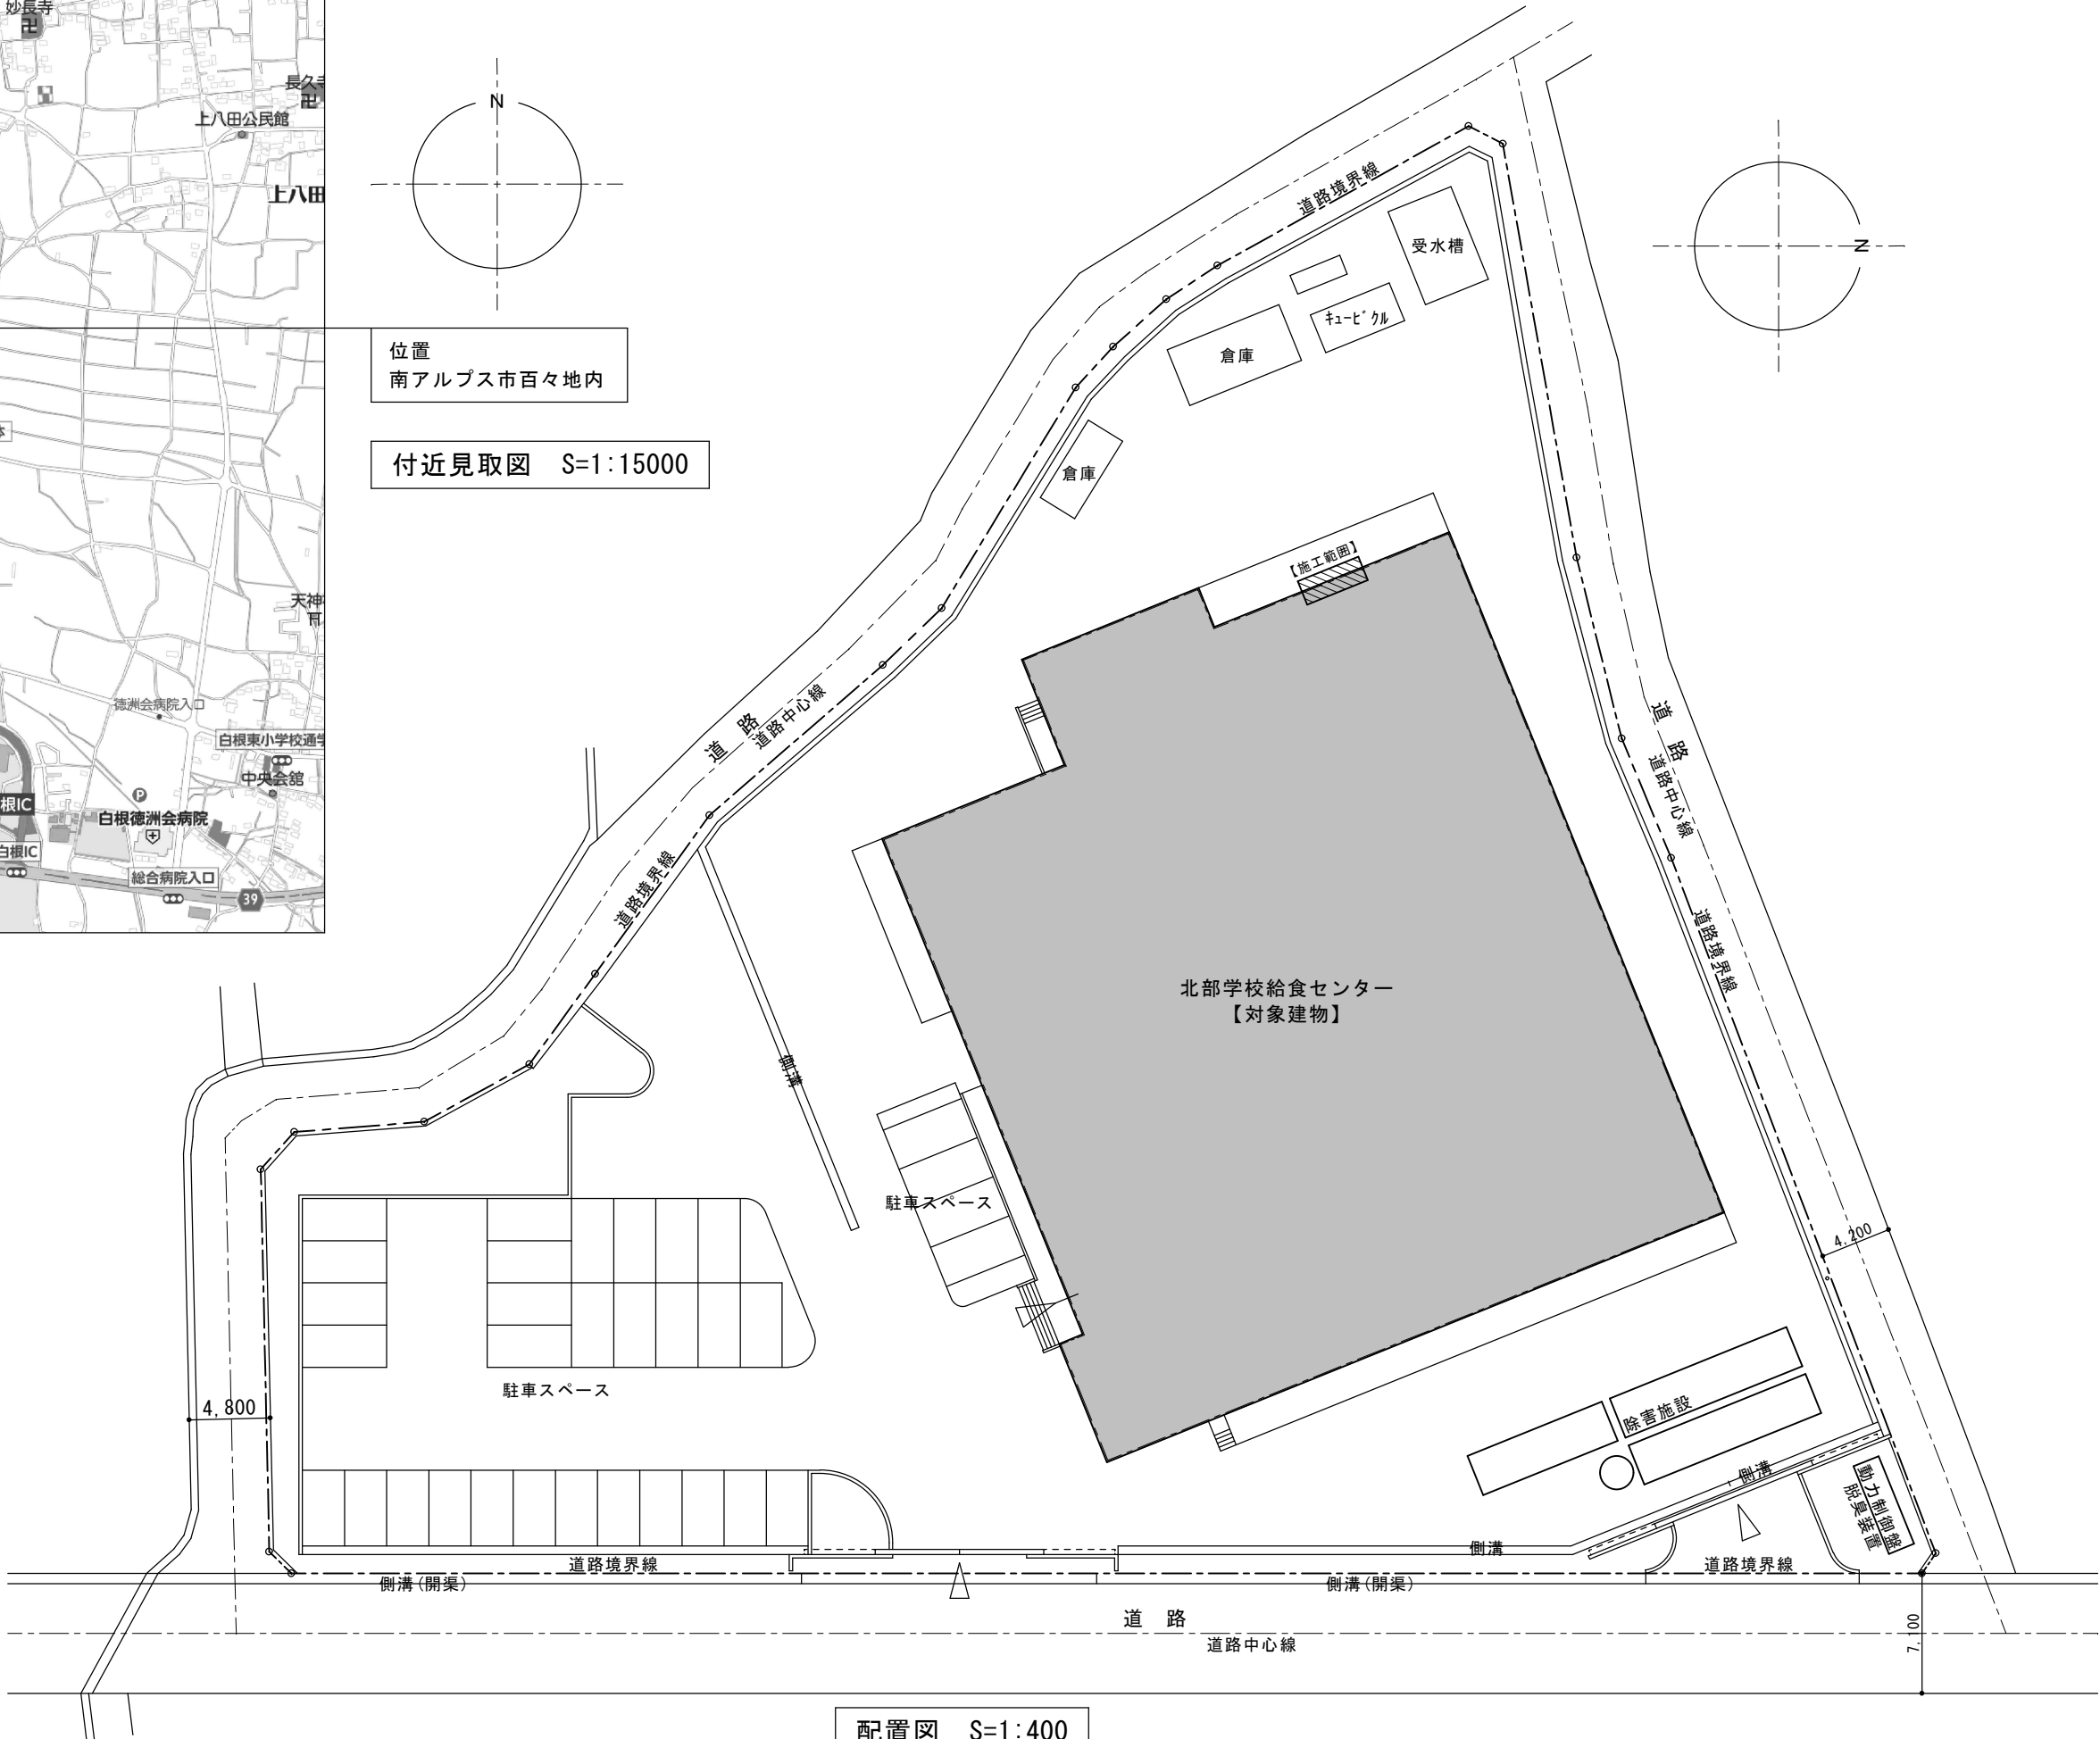 妙長寺
長久寺
上八田公民館
上八田
天神
徳洲会病院入口
白根東小学校通学
中央会館
P
根IC
白根徳洲会病院
白根IC
総合病院入口
39
N
位置
南アルプス市百々地内
付近見取図 S=1:15000
N
道路境界線
受水槽
キュービクル
倉庫
倉庫
【施工範囲】
道 路
道路中心線
道路境界線
道 路
道路中心線
道路境界線
北部学校給食センター
【対象建物】
側溝
駐車スペース
4,200
駐車スペース
4,800
除害施設
側溝
動力制御盤
脱臭装置
側溝
道路境界線
道路境界線
側溝(開渠)
側溝(開渠)
道 路
道路中心線
7,100
配置図 S=1:400